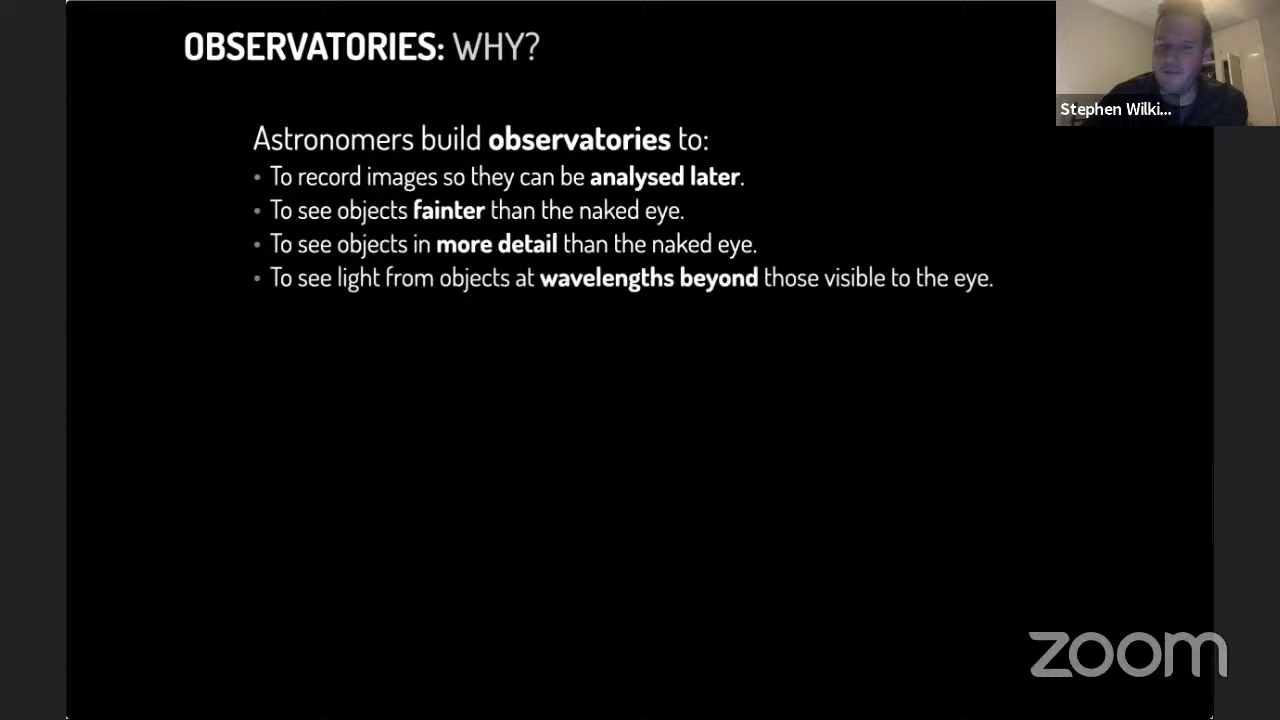 OBSERVATORIES: WHY?
Stephen Wilki...
Astronomers build observatories to:
• To record images so they can be analysed later.
• To see objects fainter than the naked eye.
• To see objects in more detail than the naked eye.
• To see light from objects at wavelengths beyond those visible to the eye.
zoom